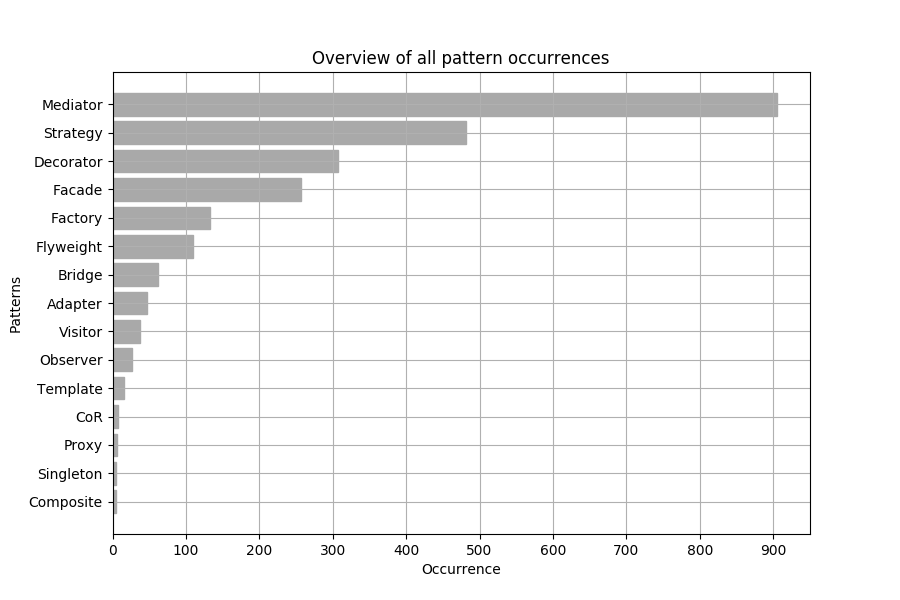 Overview of all pattern occurrences
Patterns
Mediator
Strategy
Decorator
Facade
Factory
Flyweight
Bridge
Adapter
Visitor
Observer
Template
CoR
Proxy
Singleton
Composite
0 100 200 300 400 500 600 700 800 900
Occurrence